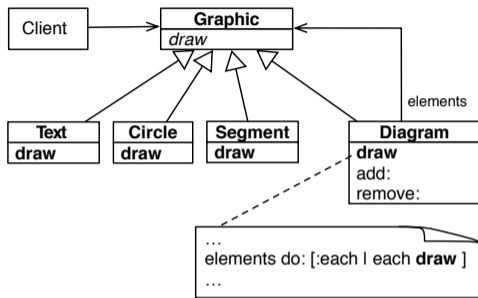 Client
Graphic
draw
elements
Text
draw
Circle
draw
Segment
draw
Diagram
draw
add:
remove:
...
elements do: [:each | each draw ]
...